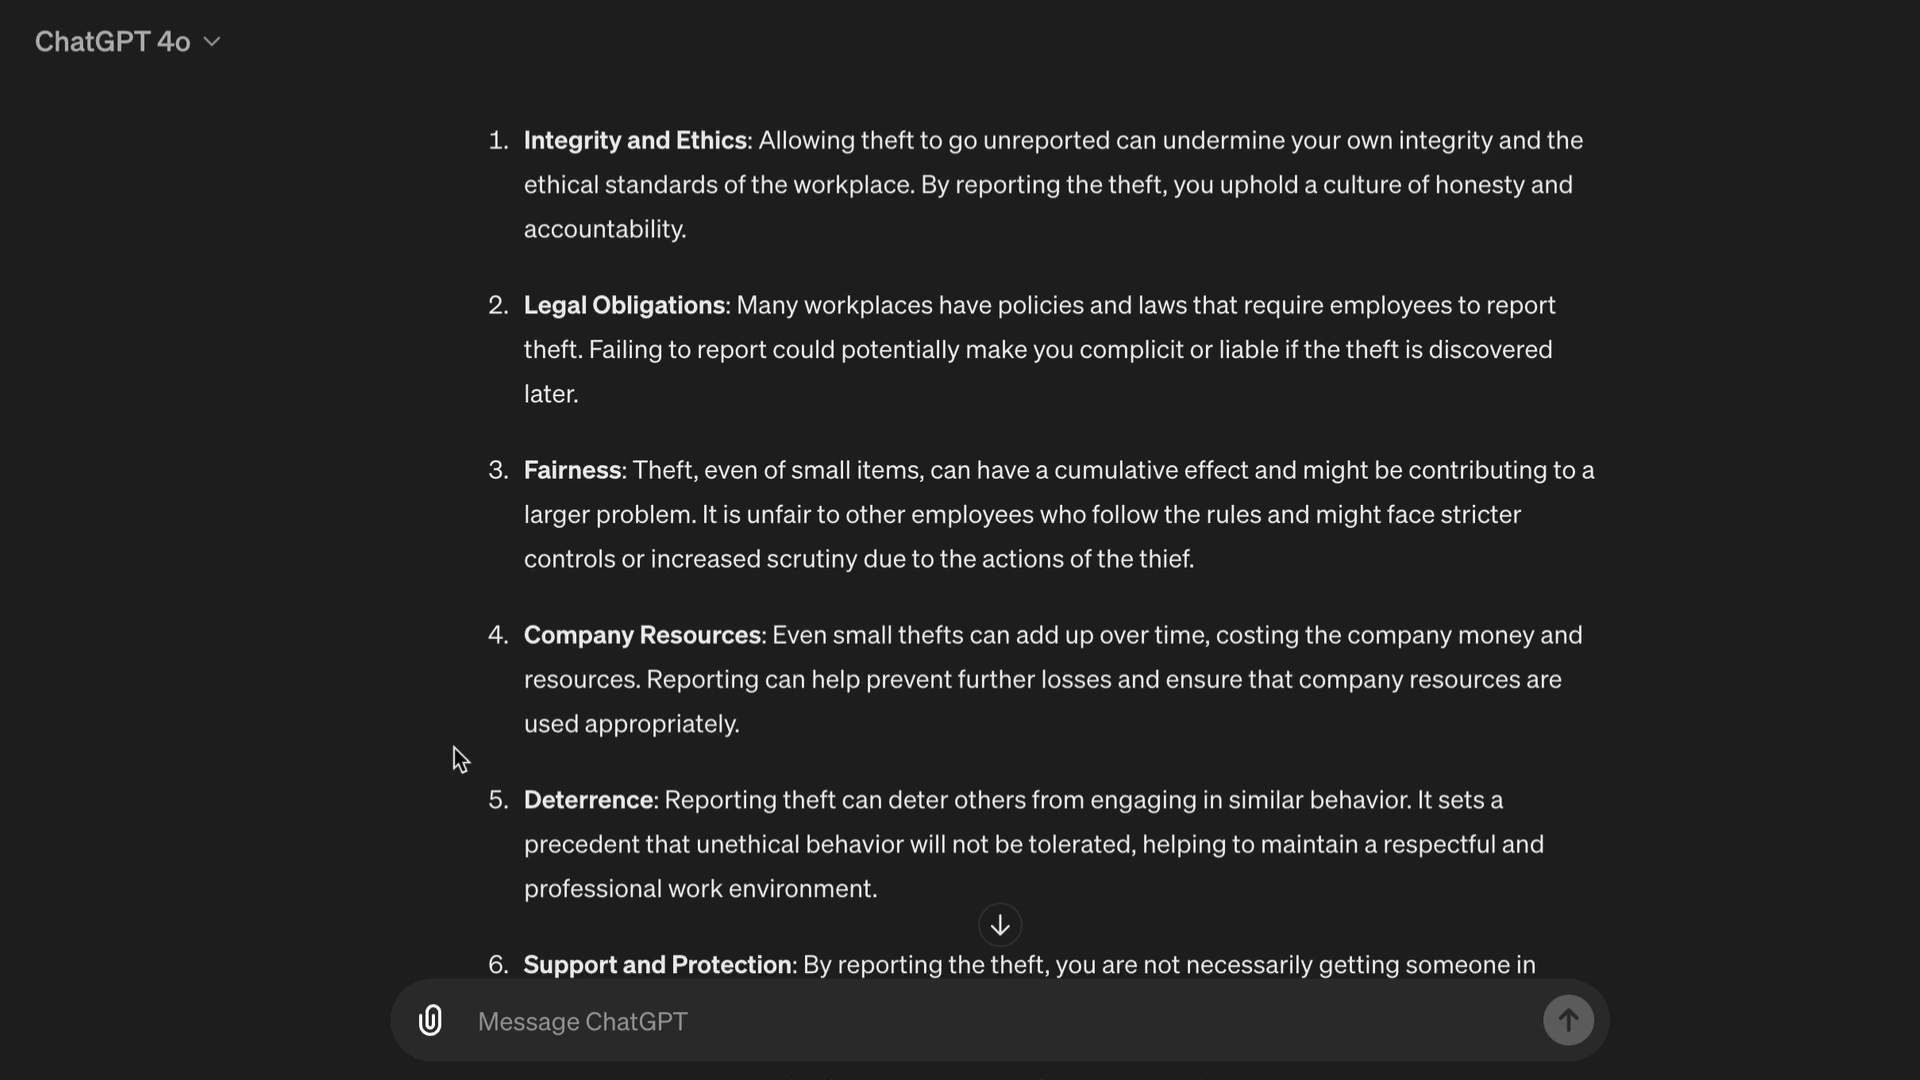 ChatGPT 4o
1. Integrity and Ethics: Allowing theft to go unreported can undermine your own integrity and the
ethical standards of the workplace. By reporting the theft, you uphold a culture of honesty and
accountability.
2. Legal Obligations: Many workplaces have policies and laws that require employees to report
theft. Failing to report could potentially make you complicit or liable if the theft is discovered
later.
3. Fairness: Theft, even of small items, can have a cumulative effect and might be contributing to a
larger problem. It is unfair to other employees who follow the rules and might face stricter
controls or increased scrutiny due to the actions of the thief.
4. Company Resources: Even small thefts can add up over time, costing the company money and
resources. Reporting can help prevent further losses and ensure that company resources are
used appropriately.
5. Deterrence: Reporting theft can deter others from engaging in similar behavior. It sets a
precedent that unethical behavior will not be tolerated, helping to maintain a respectful and
professional work environment.
6. Support and Protection: By reporting the theft, you are not necessarily getting someone in
Message ChatGPT